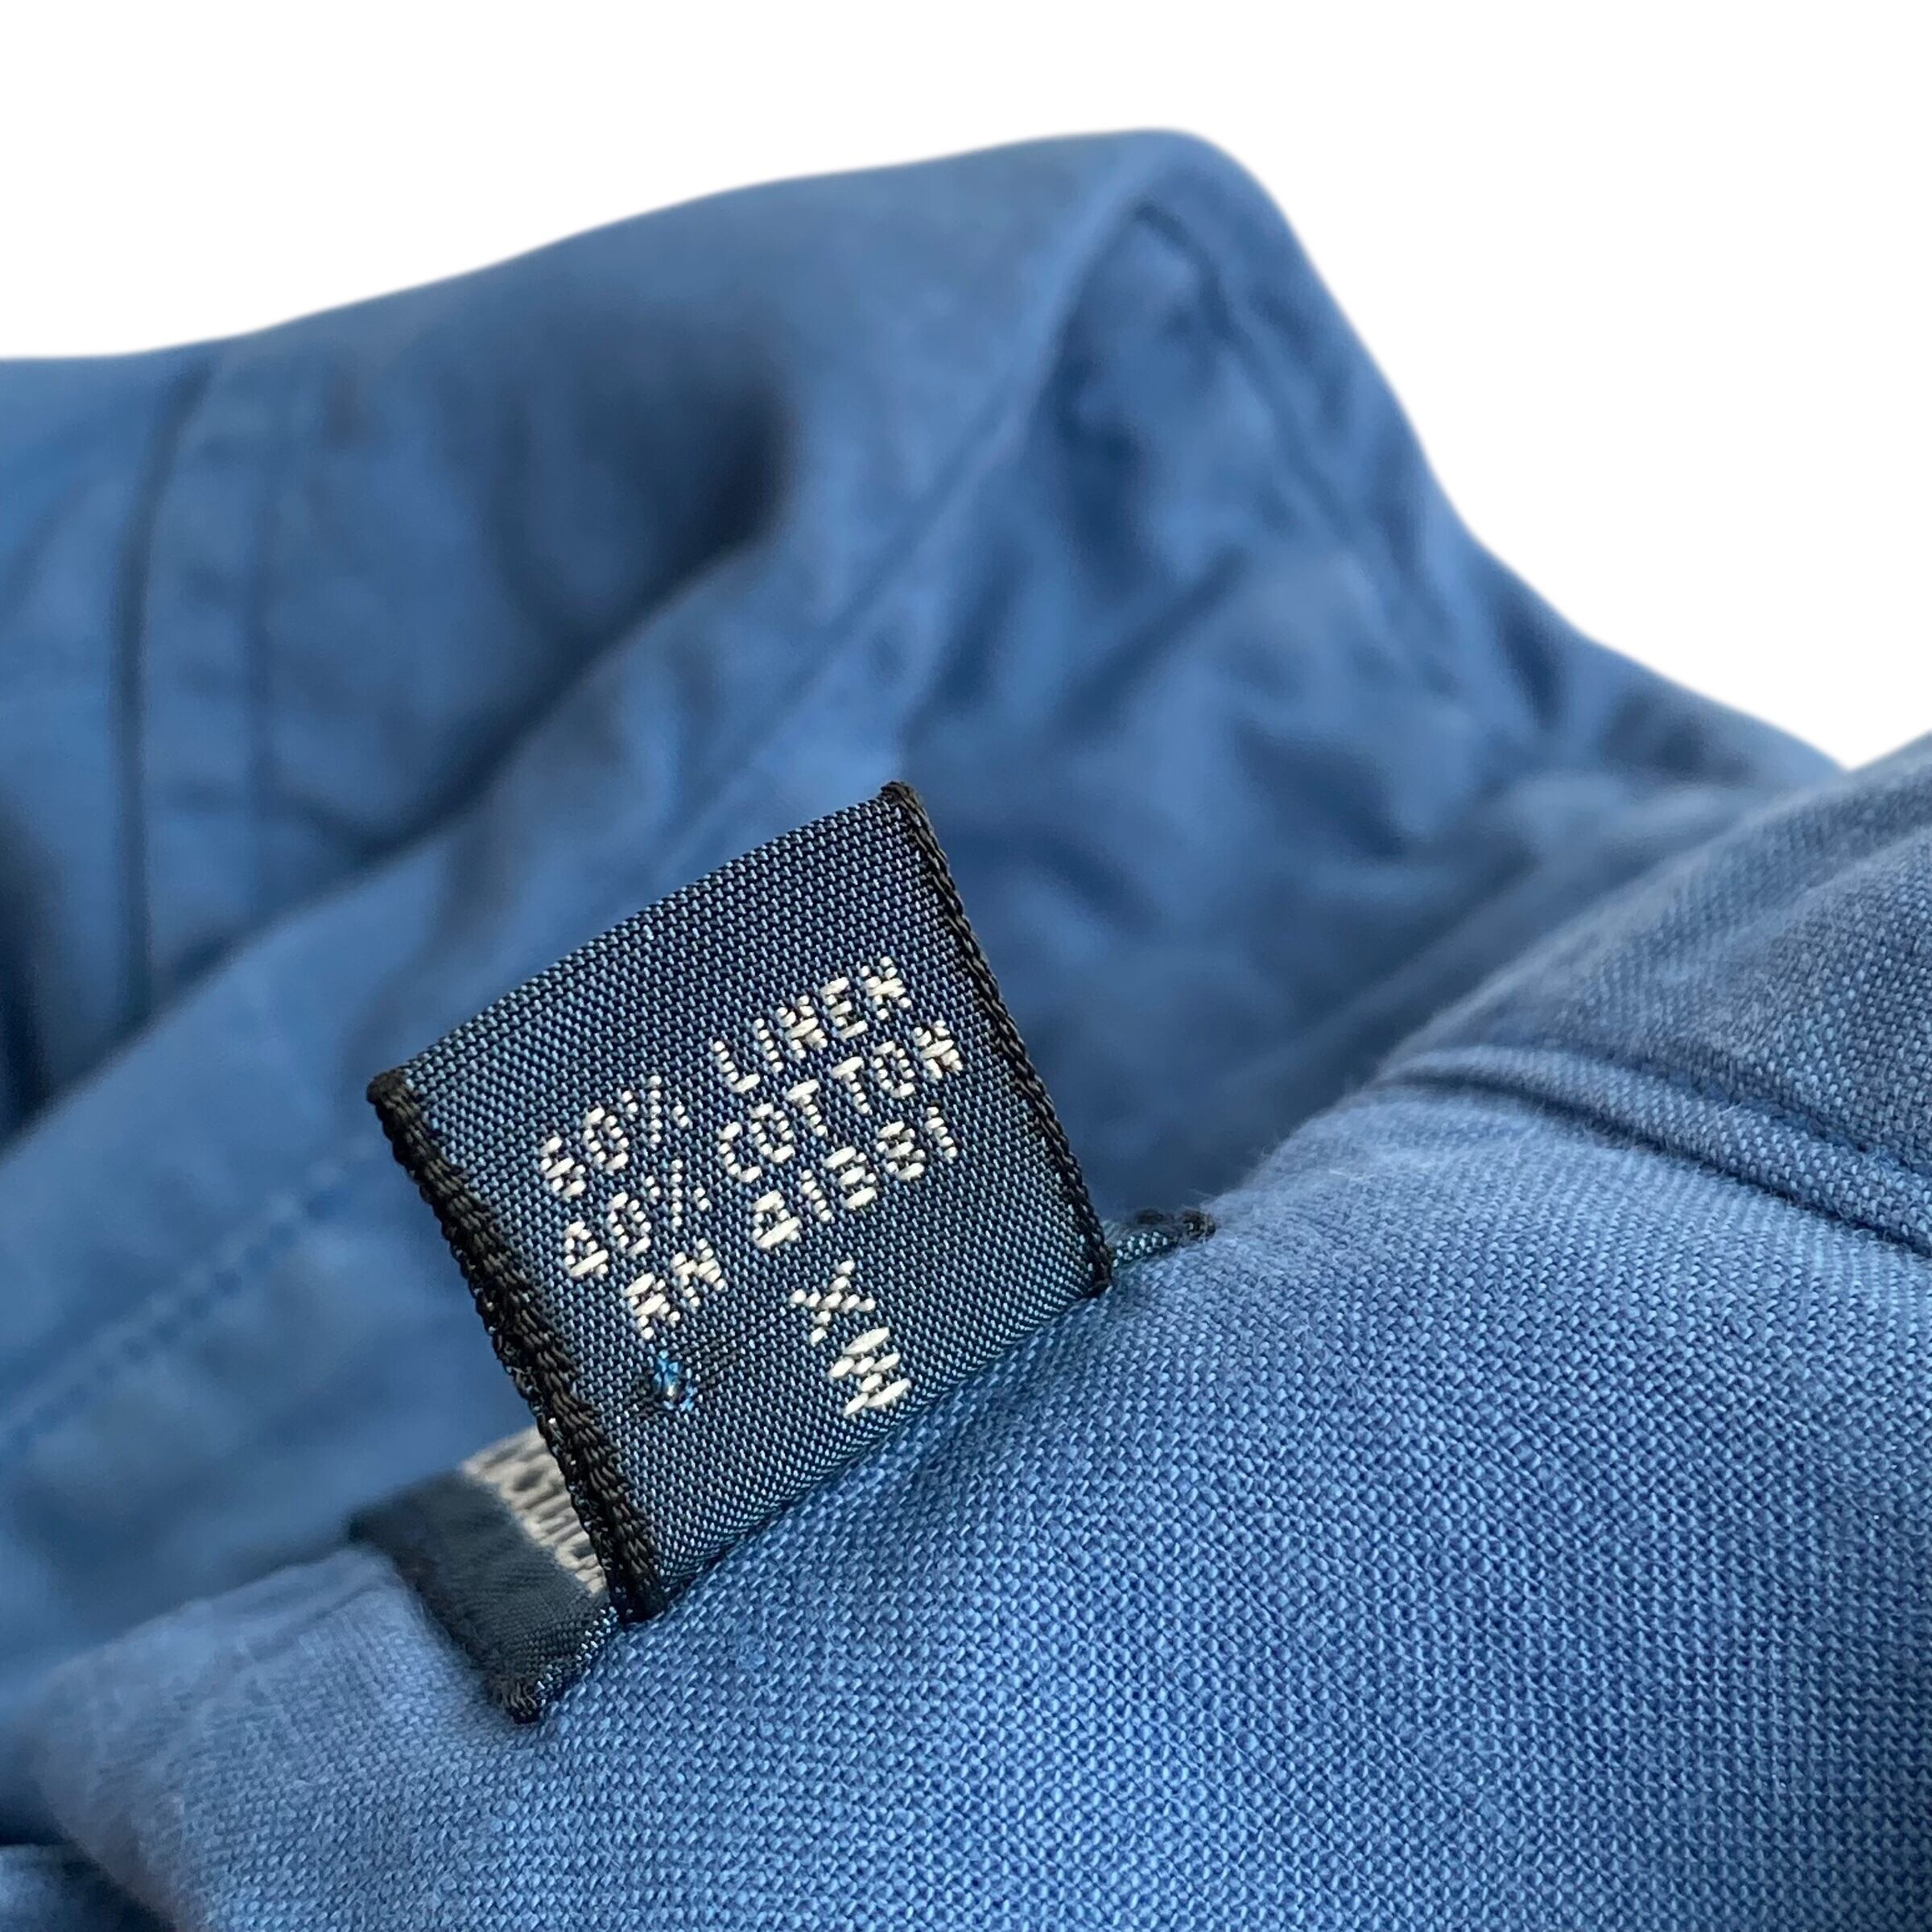 60% LINEN
40% COTTON
RN 41381
XM